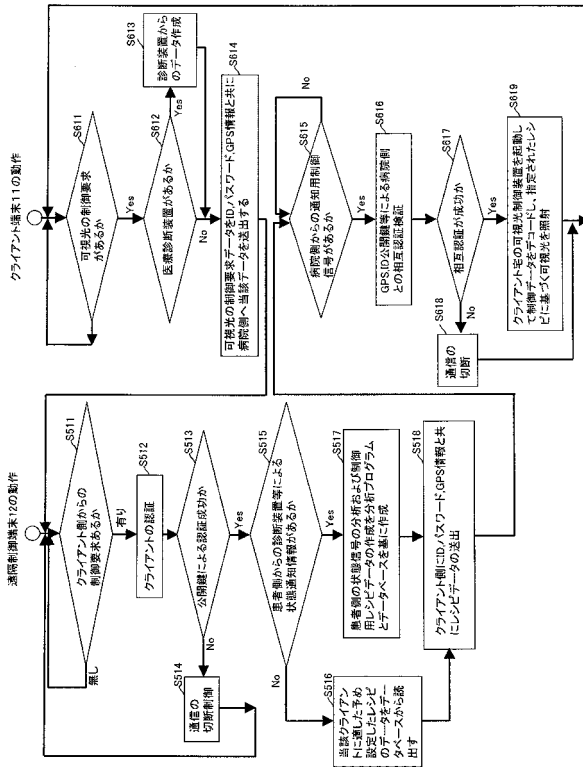 遠隔制御端末12の動作
S511
クライアント側からの
制御要求あるか
無し
有り
S512
クライアントの認証
S513
公開鍵による認証成功か
No
Yes
S514
通信の切断制御
S515
患者側からの診断装置等による
状態通知情報があるか
No
Yes
S516
当該クライアン
トに適した予め
設定したレシピ
のデータをデー
タベースから読
出す
S517
患者側の状態信号の分析および制御
用レシピデータの作成を分析プログラム
とデータベースを基に作成
S518
クライアント側にID,パスワード,GPS情報と共
にレシピデータの送出
クライアント端末11の動作
S611
可視光の制御要求
があるか
Yes
S612
医療診断装置があるか
Yes
No
S613
診断装置から
のデータ作成
S614
可視光の制御要求データをID,パスワード,GPS情報と共に
病院側へ当該データを送出する
S615
病院側からの通知用制御
信号があるか
No
Yes
S616
GPS,ID公開鍵等による病院側
との相互認証検証
S617
相互認証が成功か
No
Yes
S618
通信の
切断
S619
クライアント宅の可視光制御装置を起動し
て制御データをデコードし,指定されたレシ
ピに基づく可視光を照射